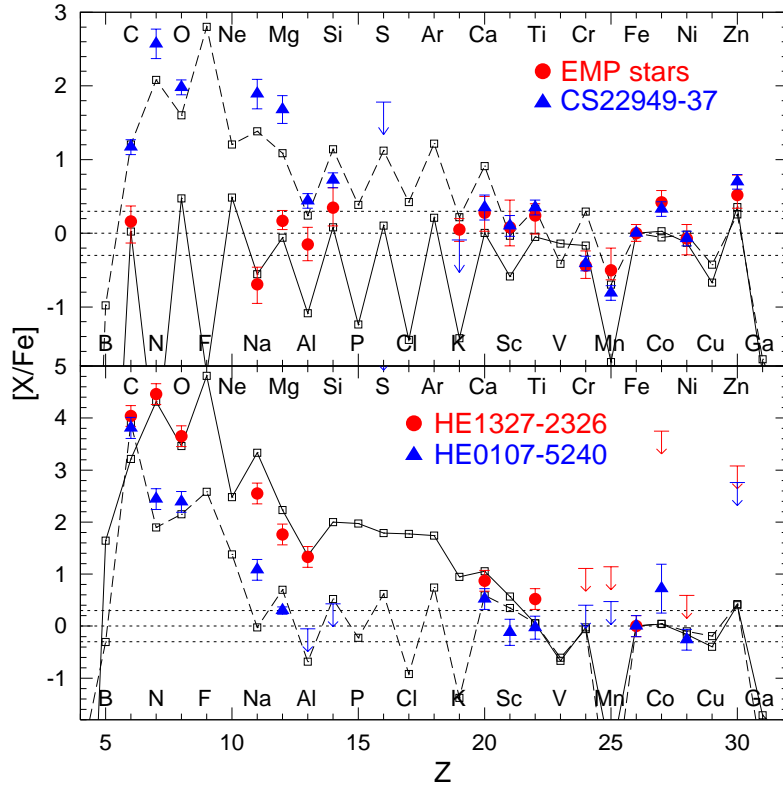 3
C O Ne Mg Si S Ar Ca Ti Cr Fe Ni Zn
EMP stars
CS22949-37
2
1
0
-1
B N F Na Al P Cl K Sc V Mn Co Cu Ga
[X/Fe]
5
C O Ne Mg Si S Ar Ca Ti Cr Fe Ni Zn
HE1327-2326
HE0107-5240
4
3
2
1
0
-1
B N F Na Al P Cl K Sc V Mn Co Cu Ga
5 10 15 20 25 30
Z